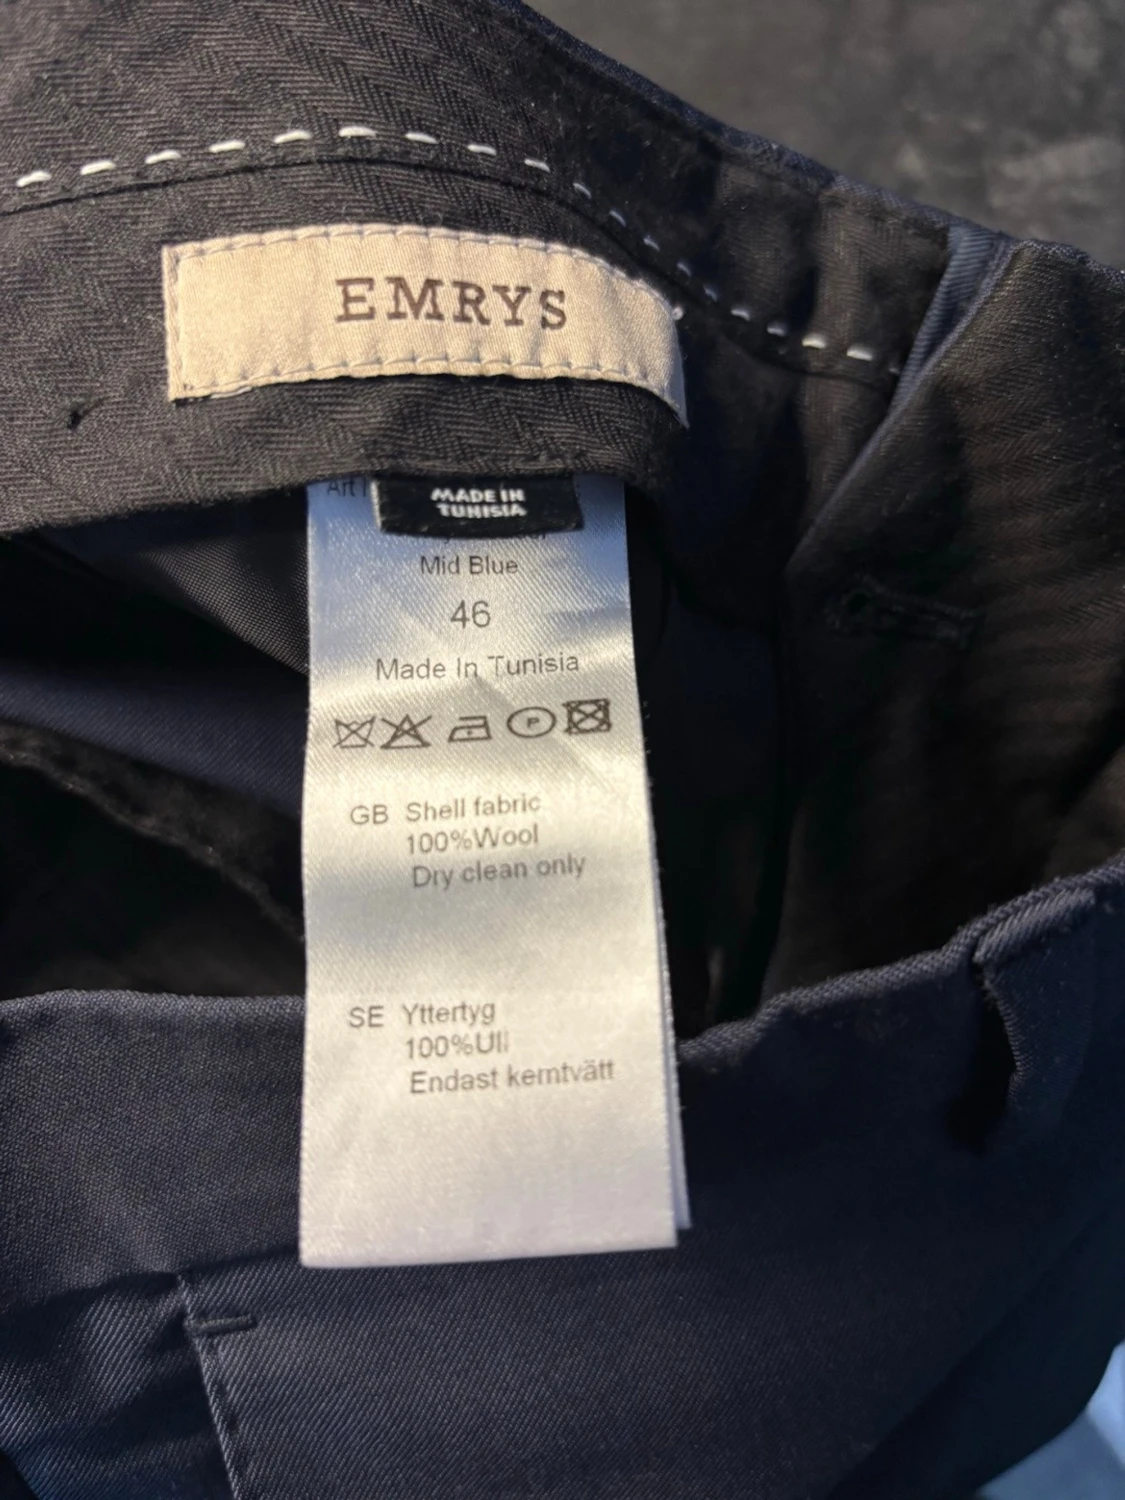 EMRYS
Art
MADE IN
TUNISIA
Mid Blue
46
Made In Tunisia
P
GB Shell fabric
100%Wool
Dry clean only
SE Yttertyg
100%Ull
Endast kemtvätt